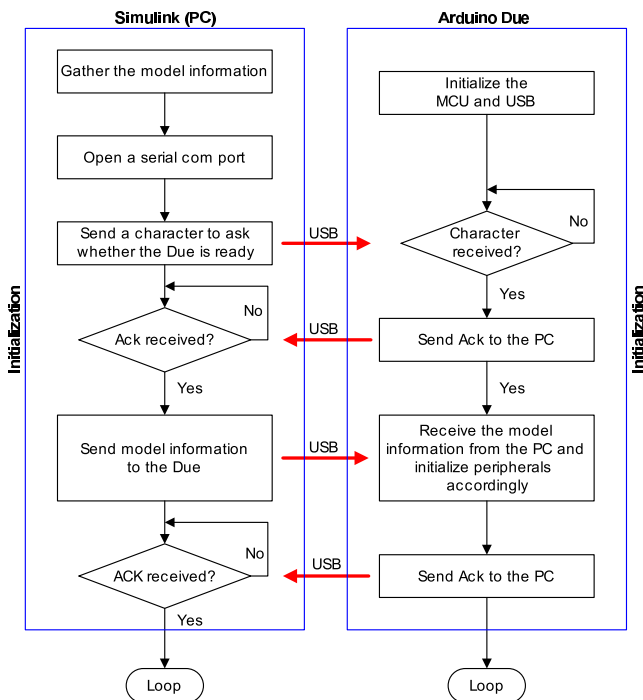 Simulink (PC)
Arduino Due
Initialization
Gather the model information
Open a serial com port
Send a character to ask
whether the Due is ready
No
Ack received?
Yes
Send model information
to the Due
No
ACK received?
Yes
Loop
USB
USB
USB
USB
Initialize the
MCU and USB
No
Character
received?
Yes
Send Ack to the PC
Yes
Receive the model
information from the PC and
initialize peripherals
accordingly
Send Ack to the PC
Loop
Initialization